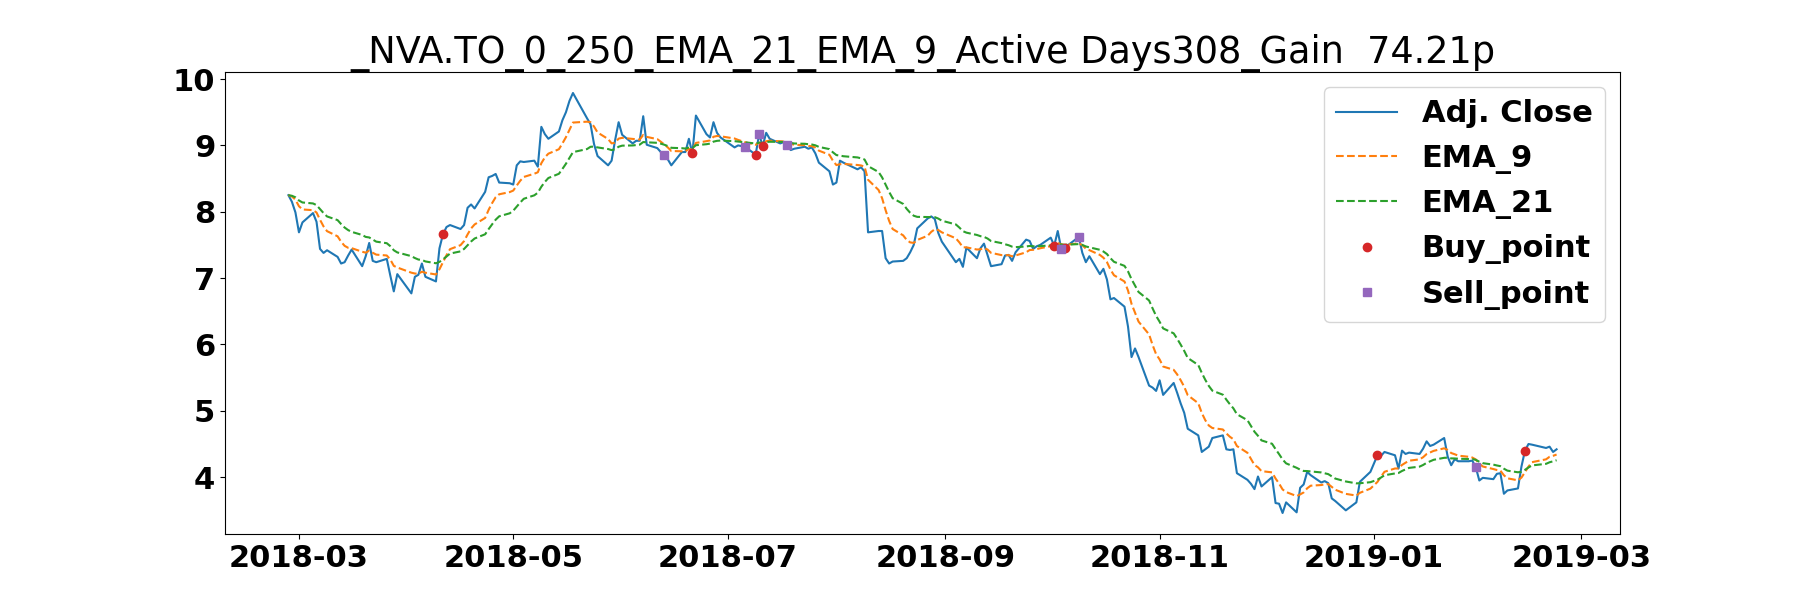 _NVA.TO_0_250_EMA_21_EMA_9_Active Days308_Gain  74.21p
10
9
8
7
6
5
4
Adj. Close
EMA_9
EMA_21
Buy_point
Sell_point
2018-03 2018-05 2018-07 2018-09 2018-11 2019-01 2019-03